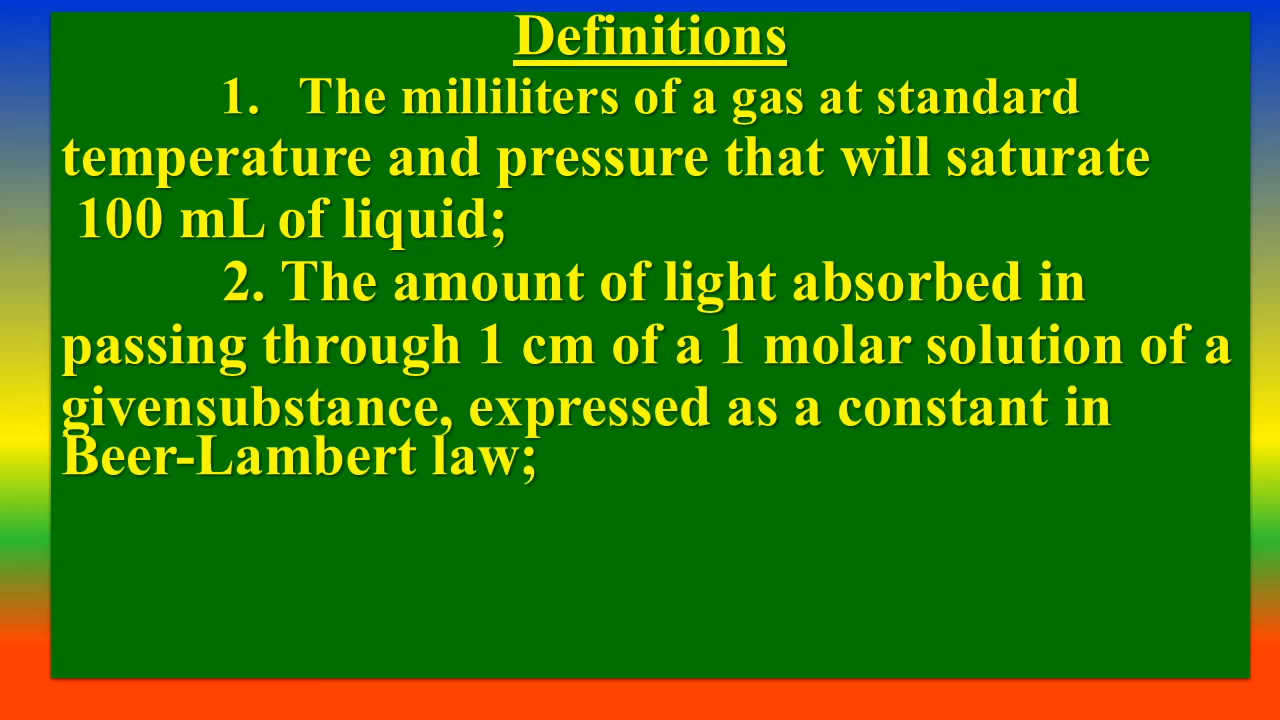 Definitions
1. The milliliters of a gas at standard
temperature and pressure that will saturate
100 mL of liquid;
2. The amount of light absorbed in
passing through 1 cm of a 1 molar solution of a
givensubstance, expressed as a constant in
Beer-Lambert law;